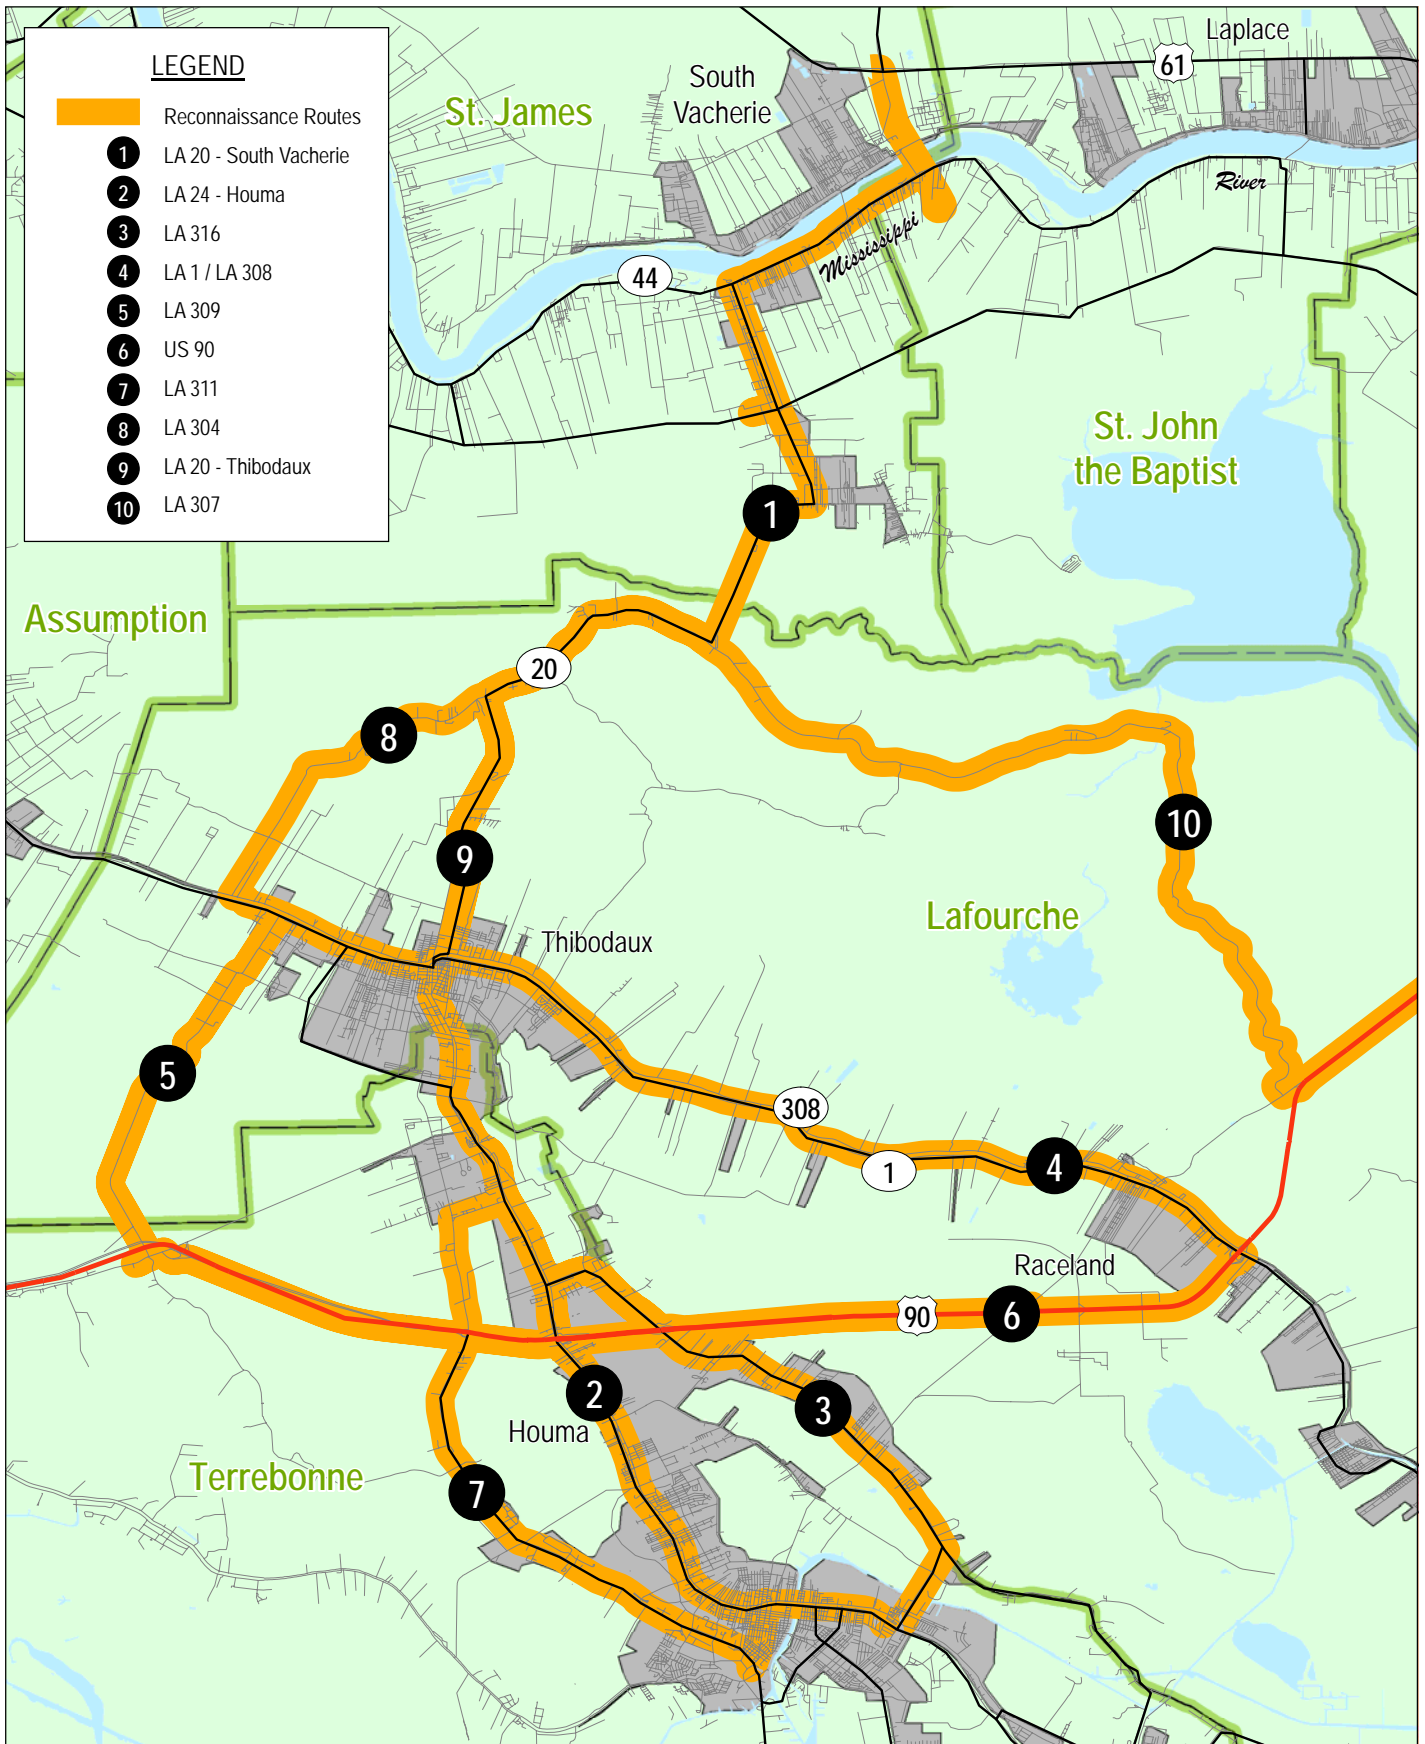 LEGEND
Reconnaissance Routes
1 LA 20 - South Vacherie
2 LA 24 - Houma
3 LA 316
4 LA 1 / LA 308
5 LA 309
6 US 90
7 LA 311
8 LA 304
9 LA 20 - Thibodaux
10 LA 307
Laplace
61
South
Vacherie
St. James
River
Mississippi
44
St. John
the Baptist
1
Assumption
20
8
10
9
Lafourche
Thibodaux
5
308
1
4
Raceland
90
6
2
3
Houma
Terrebonne
7